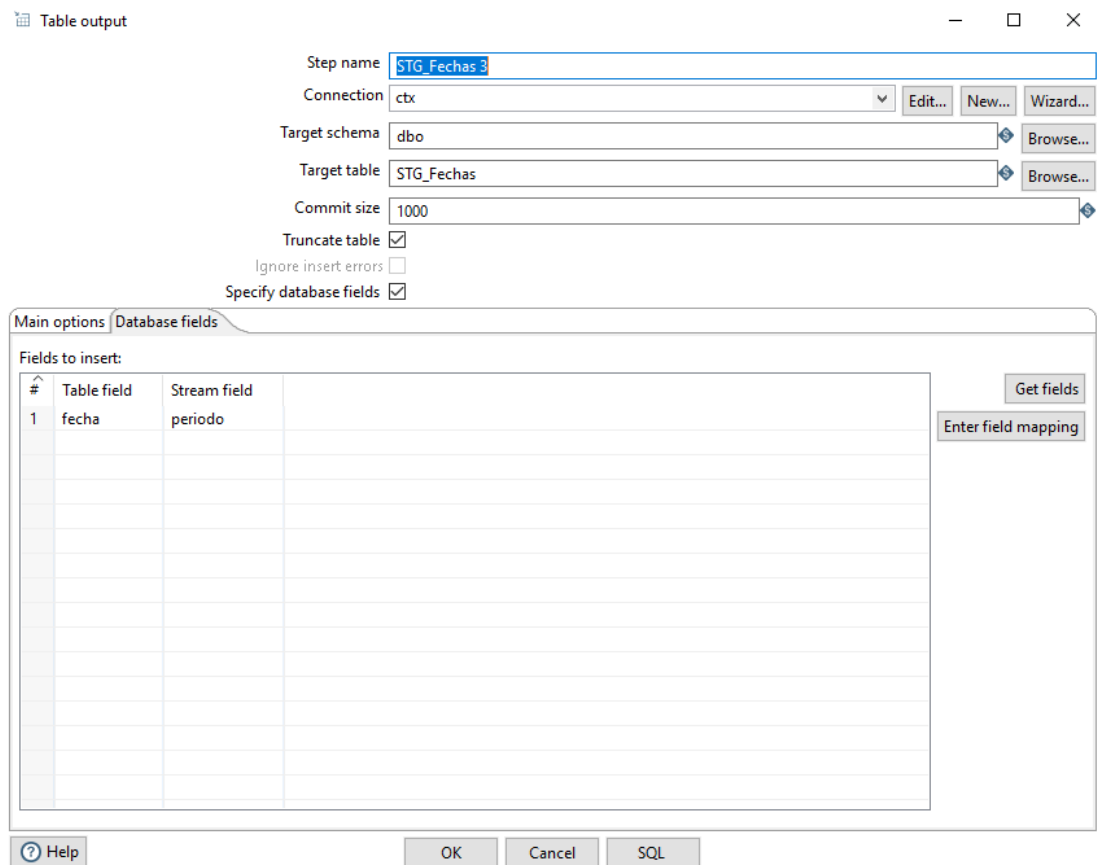 Table output
Step name STG_Fechas 3
Connection ctx Edit... New... Wizard...
Target schema dbo Browse...
Target table STG_Fechas Browse...
Commit size 1000
Truncate table
Ignore insert errors
Specify database fields
Main options Database fields
Fields to insert:
# Table field Stream field Get fields
1 fecha periodo Enter field mapping
Help OK Cancel SQL